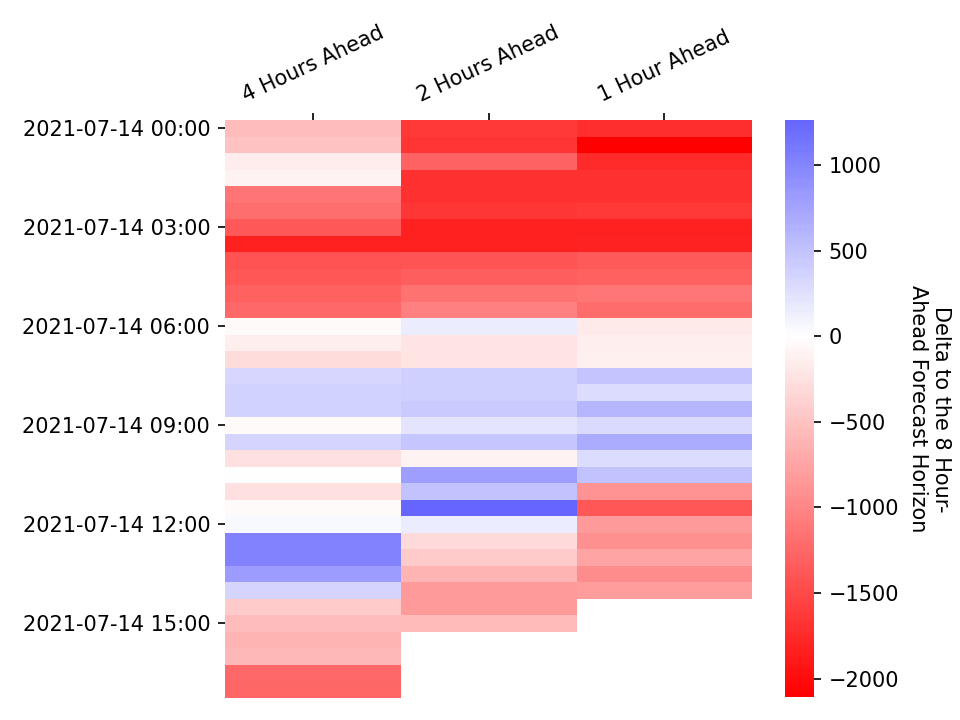 4 Hours Ahead
2 Hours Ahead
1 Hour Ahead
2021-07-14 00:00
2021-07-14 03:00
2021-07-14 06:00
2021-07-14 09:00
2021-07-14 12:00
2021-07-14 15:00
1000
500
0
−500
−1000
−1500
−2000
Delta to the 8 Hour-
Ahead Forecast Horizon